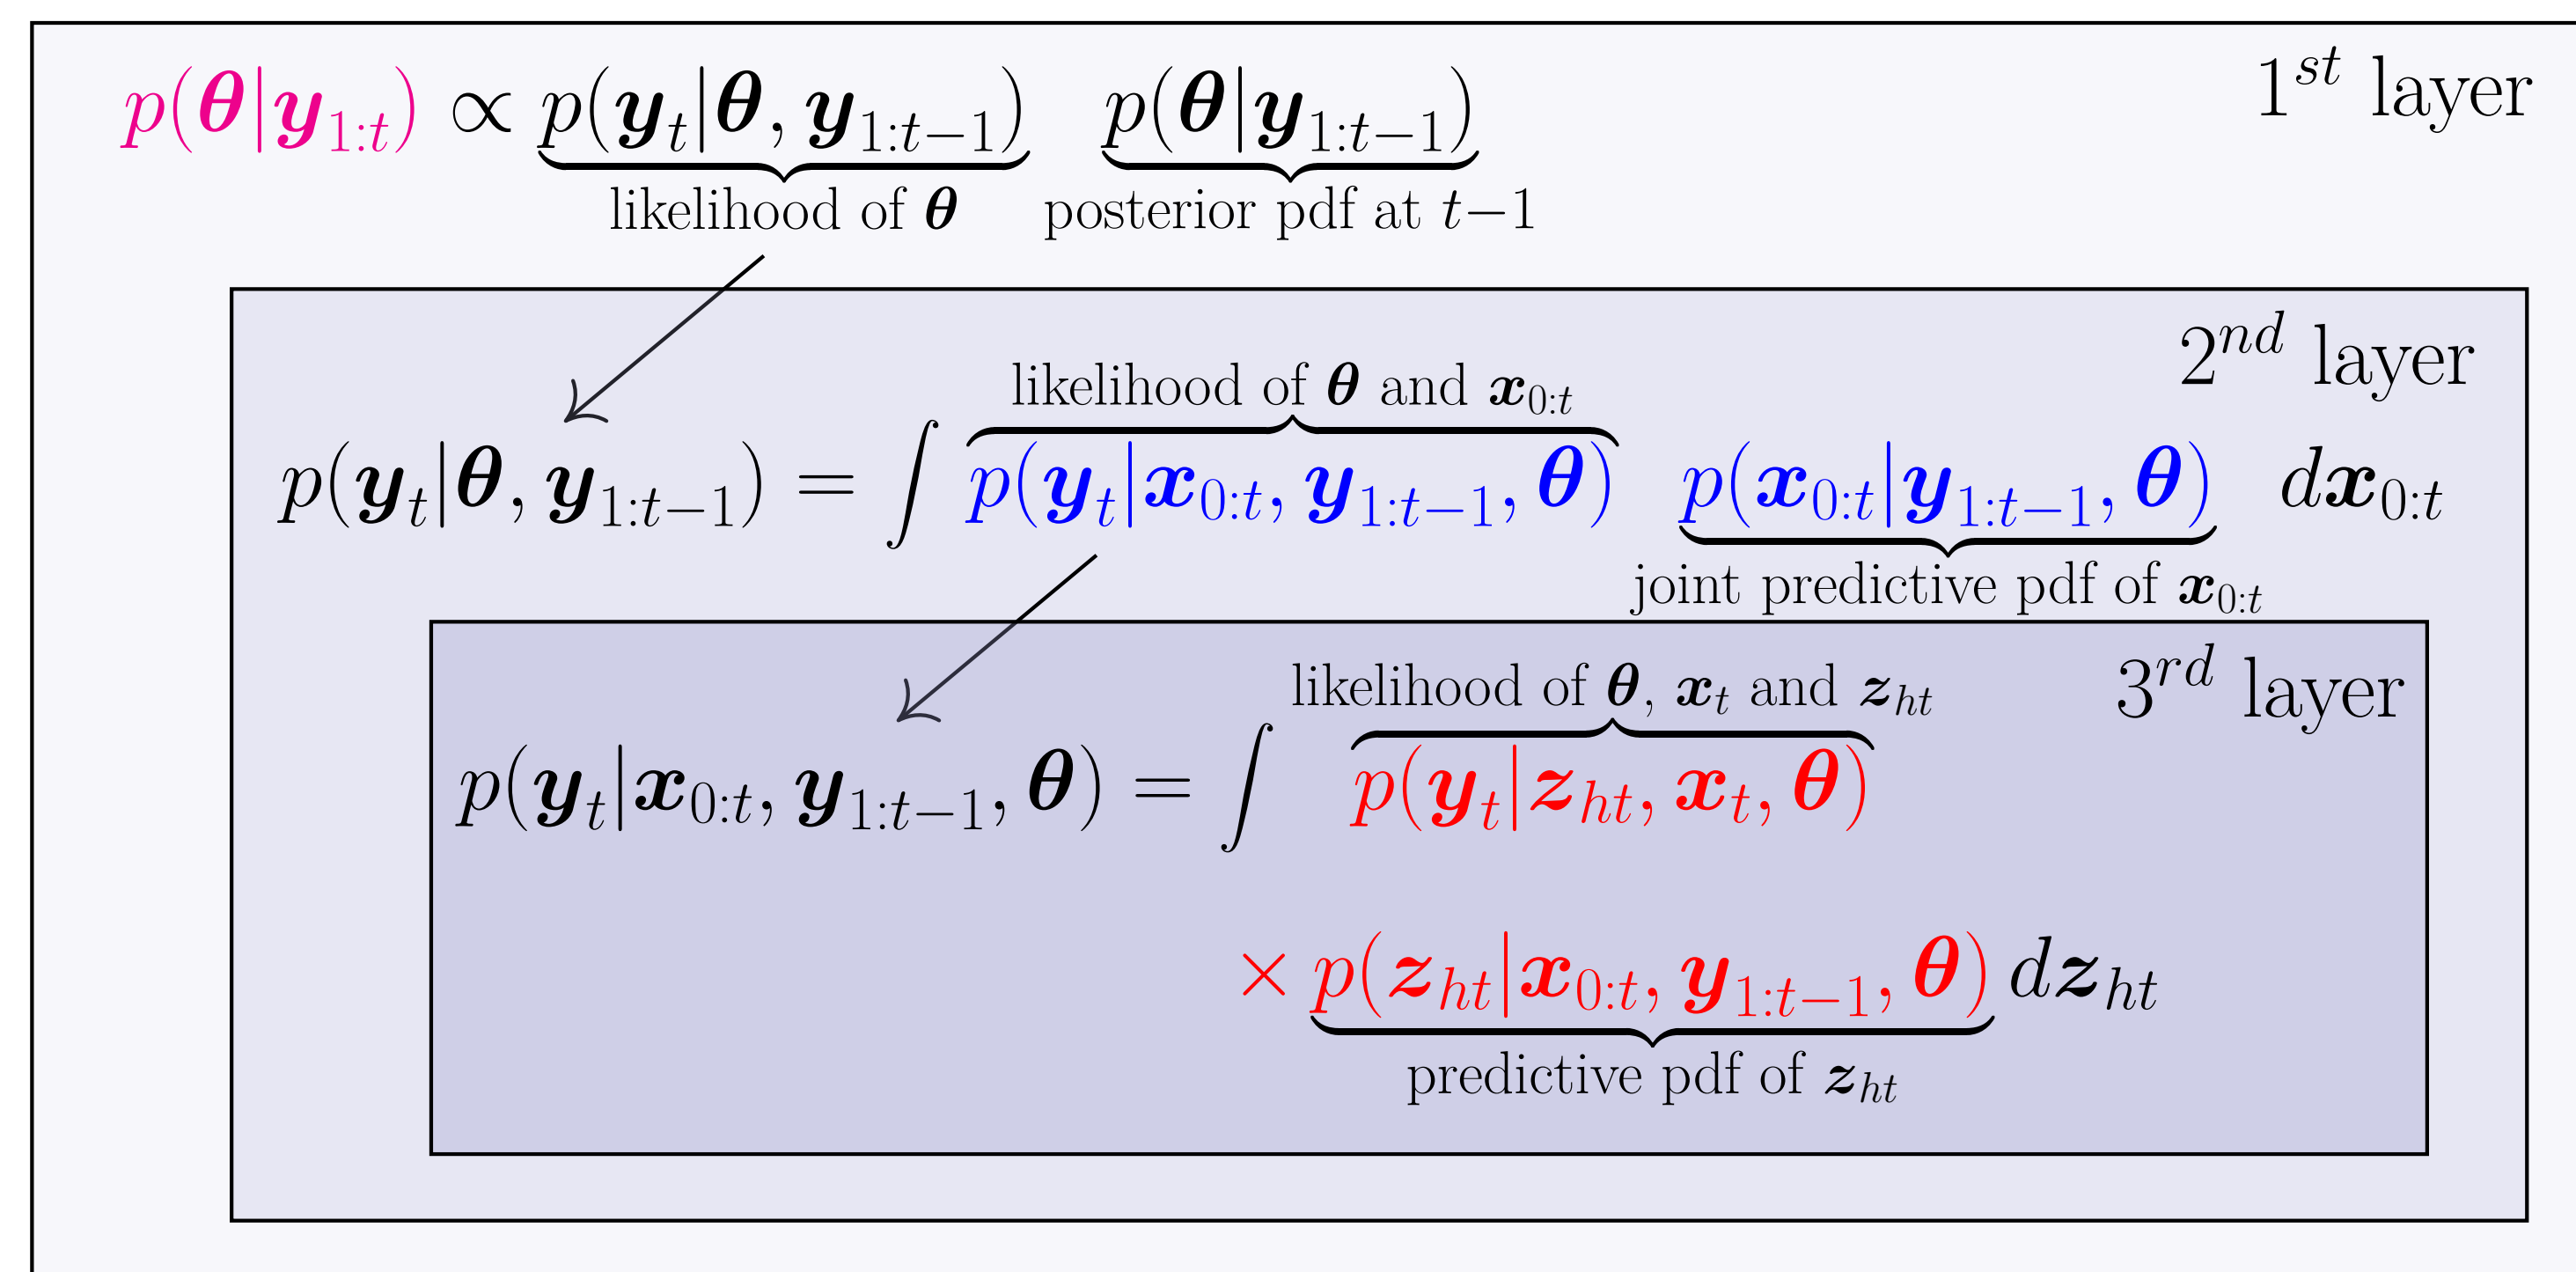 p(θ|y_{1:t}) ∝ p(y_t|θ, y_{1:t−1}) p(θ|y_{1:t−1}) 1^{st} layer
likelihood of θ posterior pdf at t−1
2^{nd} layer
likelihood of θ and x_{0:t}
p(y_t|θ, y_{1:t−1}) = ∫ p(y_t|x_{0:t}, y_{1:t−1}, θ) p(x_{0:t}|y_{1:t−1}, θ) dx_{0:t}
joint predictive pdf of x_{0:t}
3^{rd} layer
likelihood of θ, x_t and z_{ht}
p(y_t|x_{0:t}, y_{1:t−1}, θ) = ∫ p(y_t|z_{ht}, x_t, θ)
× p(z_{ht}|x_{0:t}, y_{1:t−1}, θ) dz_{ht}
predictive pdf of z_{ht}